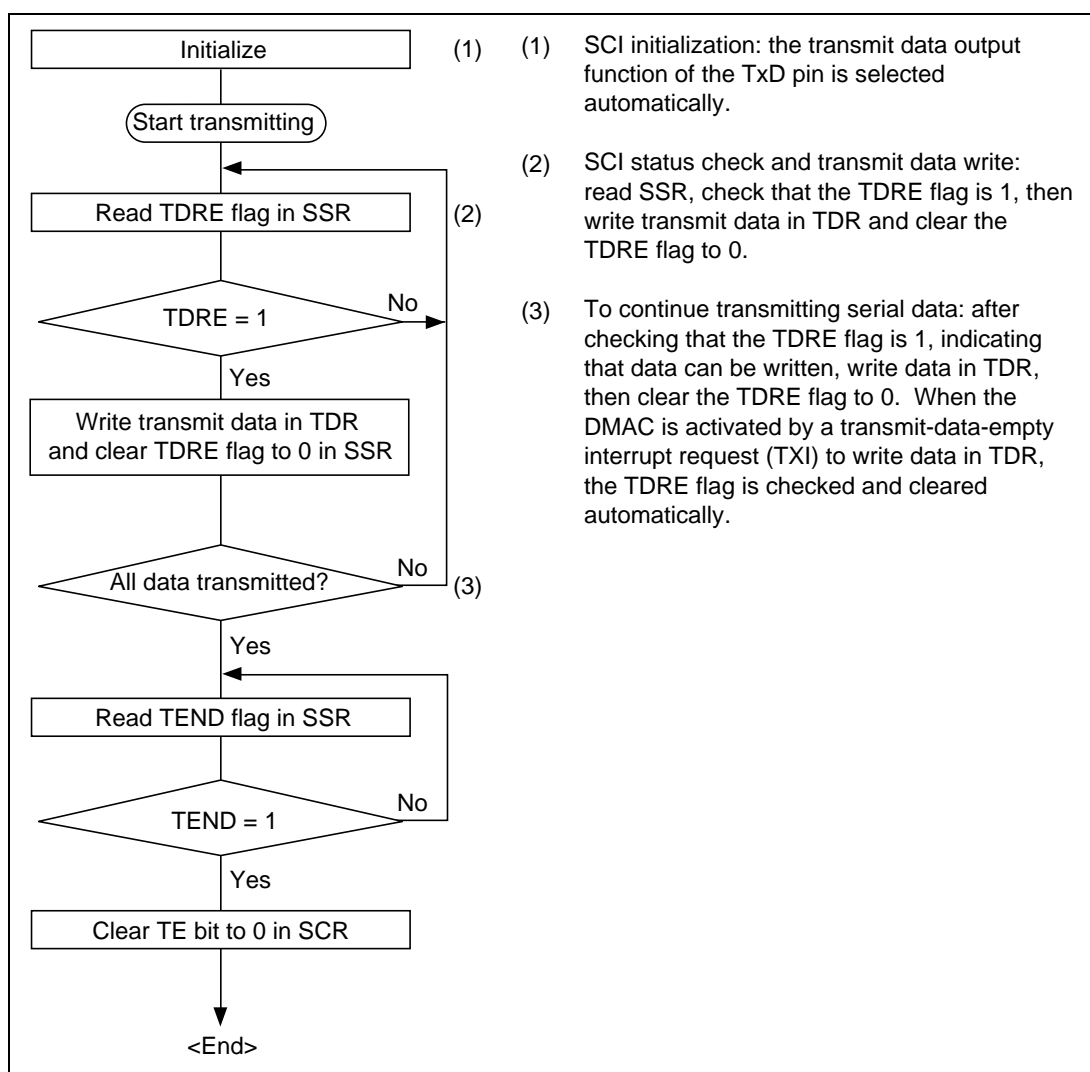 Initialize
(1)
Start transmitting
Read TDRE flag in SSR
(2)
TDRE = 1
No
Yes
Write transmit data in TDR
and clear TDRE flag to 0 in SSR
All data transmitted?
No
(3)
Yes
Read TEND flag in SSR
TEND = 1
No
Yes
Clear TE bit to 0 in SCR
<End>
(1) SCI initialization: the transmit data output
function of the TxD pin is selected
automatically.
(2) SCI status check and transmit data write:
read SSR, check that the TDRE flag is 1, then
write transmit data in TDR and clear the
TDRE flag to 0.
(3) To continue transmitting serial data: after
checking that the TDRE flag is 1, indicating
that data can be written, write data in TDR,
then clear the TDRE flag to 0.  When the
DMAC is activated by a transmit-data-empty
interrupt request (TXI) to write data in TDR,
the TDRE flag is checked and cleared
automatically.